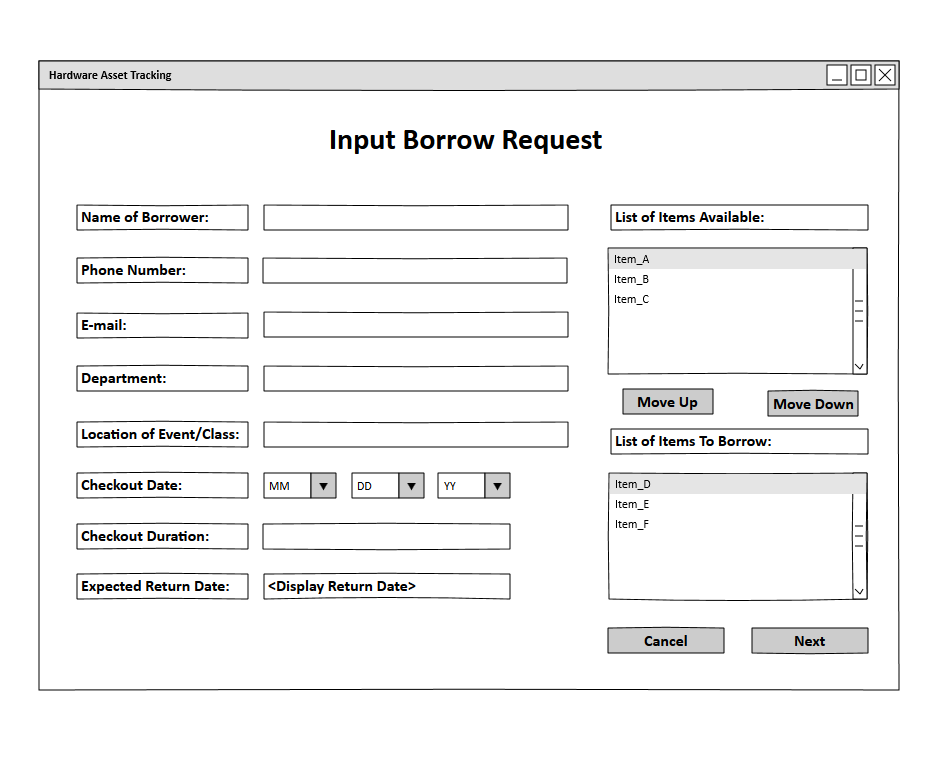 Hardware Asset Tracking
Input Borrow Request
Name of Borrower:
Phone Number:
E-mail:
Department:
Location of Event/Class:
Checkout Date:
MM
DD
YY
Checkout Duration:
Expected Return Date:
<Display Return Date>
List of Items Available:
Item_A
Item_B
Item_C
Move Up
Move Down
List of Items To Borrow:
Item_D
Item_E
Item_F
Cancel
Next